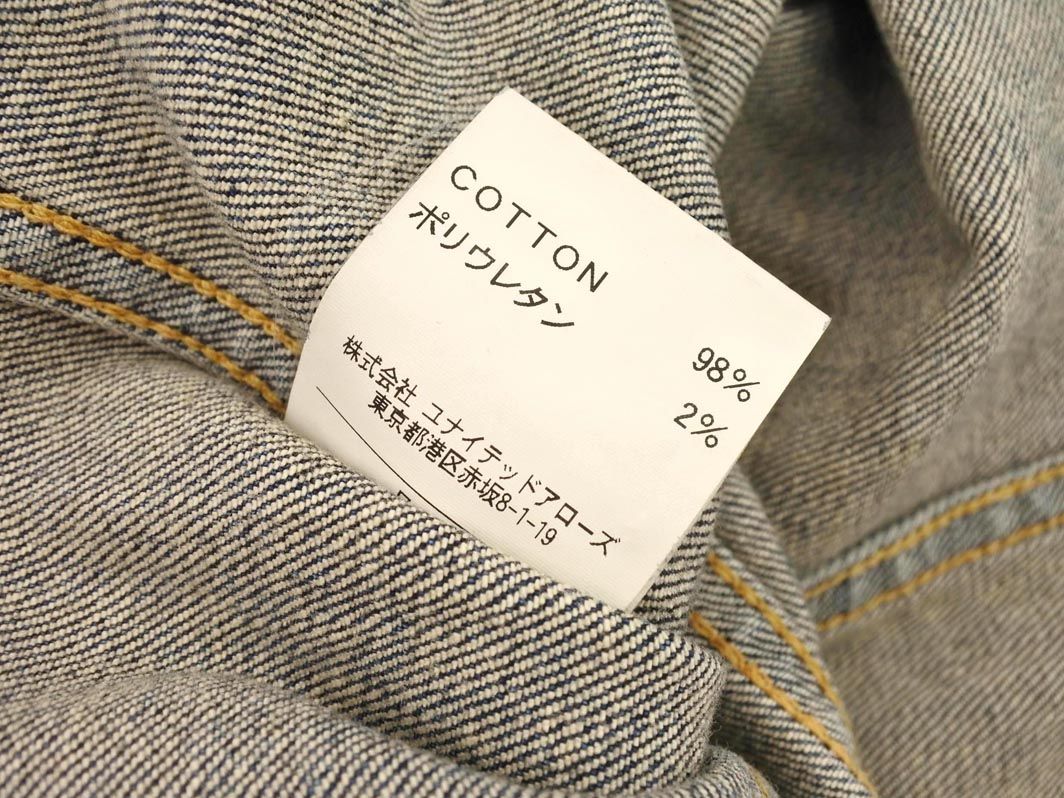 COTTON 98%
ポリウレタン 2%
株式会社 ユナイテッドアローズ
東京都港区赤坂8-1-19